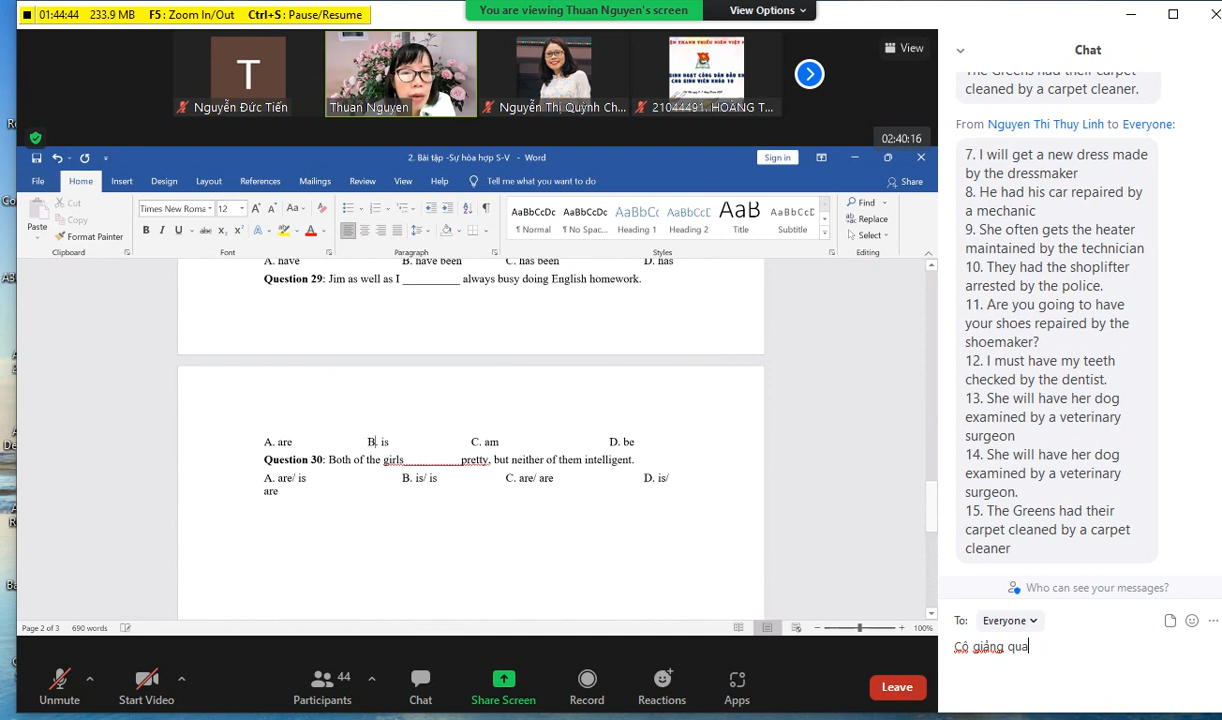 01:44:44 233.9 MB F5: Zoom In/Out Ctrl+S: Pause/Resume
You are viewing Thuan Nguyen's screen View Options
T
Nguyễn Đức Tiến
Thuan Nguyen
Nguyễn Thị Quỳnh Ch...
21044491. HOÀNG T...
View
02:40:16
2. Bài tập -Sự hòa hợp S-V - Word
Sign in
File Home Insert Design Layout References Mailings Review View Help Tell me what you want to do Share
Paste
Cut
Copy
Format Painter
Clipboard
Times New Roma 12
Font
Paragraph
AaBbCcDc AaBbCcDc AaBbCc AaBbCcD AaB AaBbCcD
¶ Normal ¶ No Spac... Heading 1 Heading 2 Title Subtitle
Styles
Find
Replace
Select
Editing
A. have B. have been C. has been D. has
Question 29: Jim as well as I __________ always busy doing English homework.
A. are B. is C. am D. be
Question 30: Both of the girls__________pretty, but neither of them intelligent.
A. are/ is B. is/ is C. are/ are D. is/
are
Page 2 of 3 690 words
100%
Unmute Start Video Participants 44 Chat Share Screen Record Reactions Apps Leave
Chat
The Greens had their carpet
cleaned by a carpet cleaner.
From Nguyen Thi Thuy Linh to Everyone:
7. I will get a new dress made
by the dressmaker
8. He had his car repaired by
a mechanic
9. She often gets the heater
maintained by the technician
10. They had the shoplifter
arrested by the police.
11. Are you going to have
your shoes repaired by the
shoemaker?
12. I must have my teeth
checked by the dentist.
13. She will have her dog
examined by a veterinary
surgeon
14. She will have her dog
examined by a veterinary
surgeon.
15. The Greens had their
carpet cleaned by a carpet
cleaner
Who can see your messages?
To: Everyone
Cô giảng qua